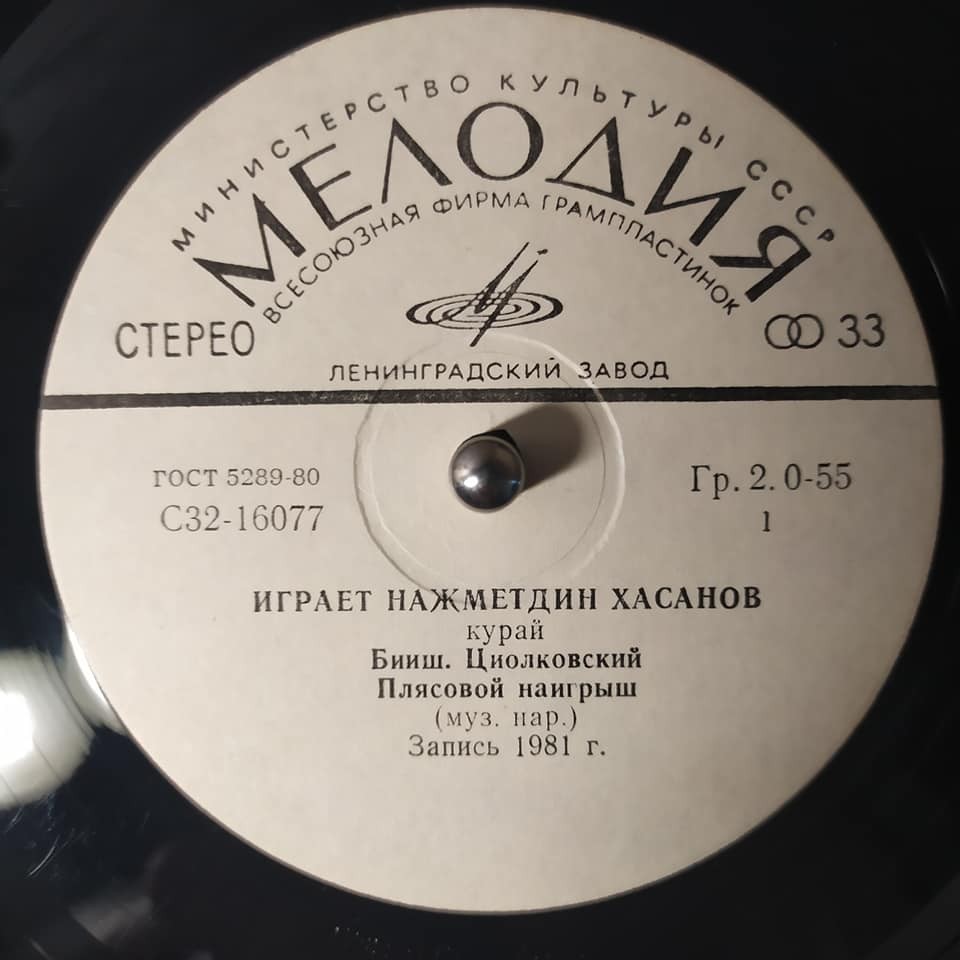 МИНИСТЕРСТВО КУЛЬТУРЫ СССР
МЕЛОДИЯ
ВСЕСОЮЗНАЯ ФИРМА ГРАМПЛАСТИНОК
СТЕРЕО
33
ЛЕНИНГРАДСКИЙ ЗАВОД
ГОСТ 5289-80
Гр. 2. 0-55
С32-16077
1
ИГРАЕТ НАЖМЕТДИН ХАСАНОВ
курай
Бииш. Циолковский
Плясовой наигрыш
(муз. нар.)
Запись 1981 г.